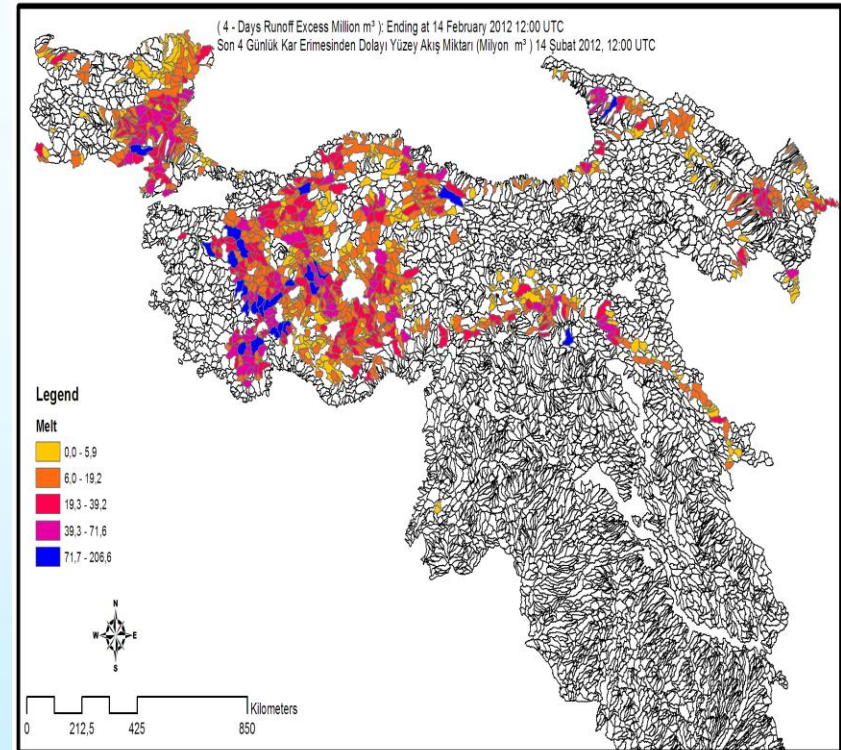 ( 4 - Days Runoff Excess Million m³ ): Ending at 14 February 2012 12:00 UTC
Son 4 Günlük Kar Erimesinden Dolayı Yüzey Akış Miktarı (Milyon m³ ) 14 Şubat 2012, 12:00 UTC
Legend
Melt
0,0 - 5,9
6,0 - 19,2
19,3 - 39,2
39,3 - 71,6
71,7 - 206,6
N
W E
S
Kilometers
0 212,5 425 850